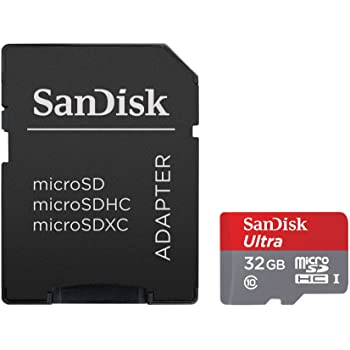 SanDisk
microSD
microSDHC
microSDXC
ADAPTER
SanDisk
Ultra
32GB
micro
SD
HC I
10